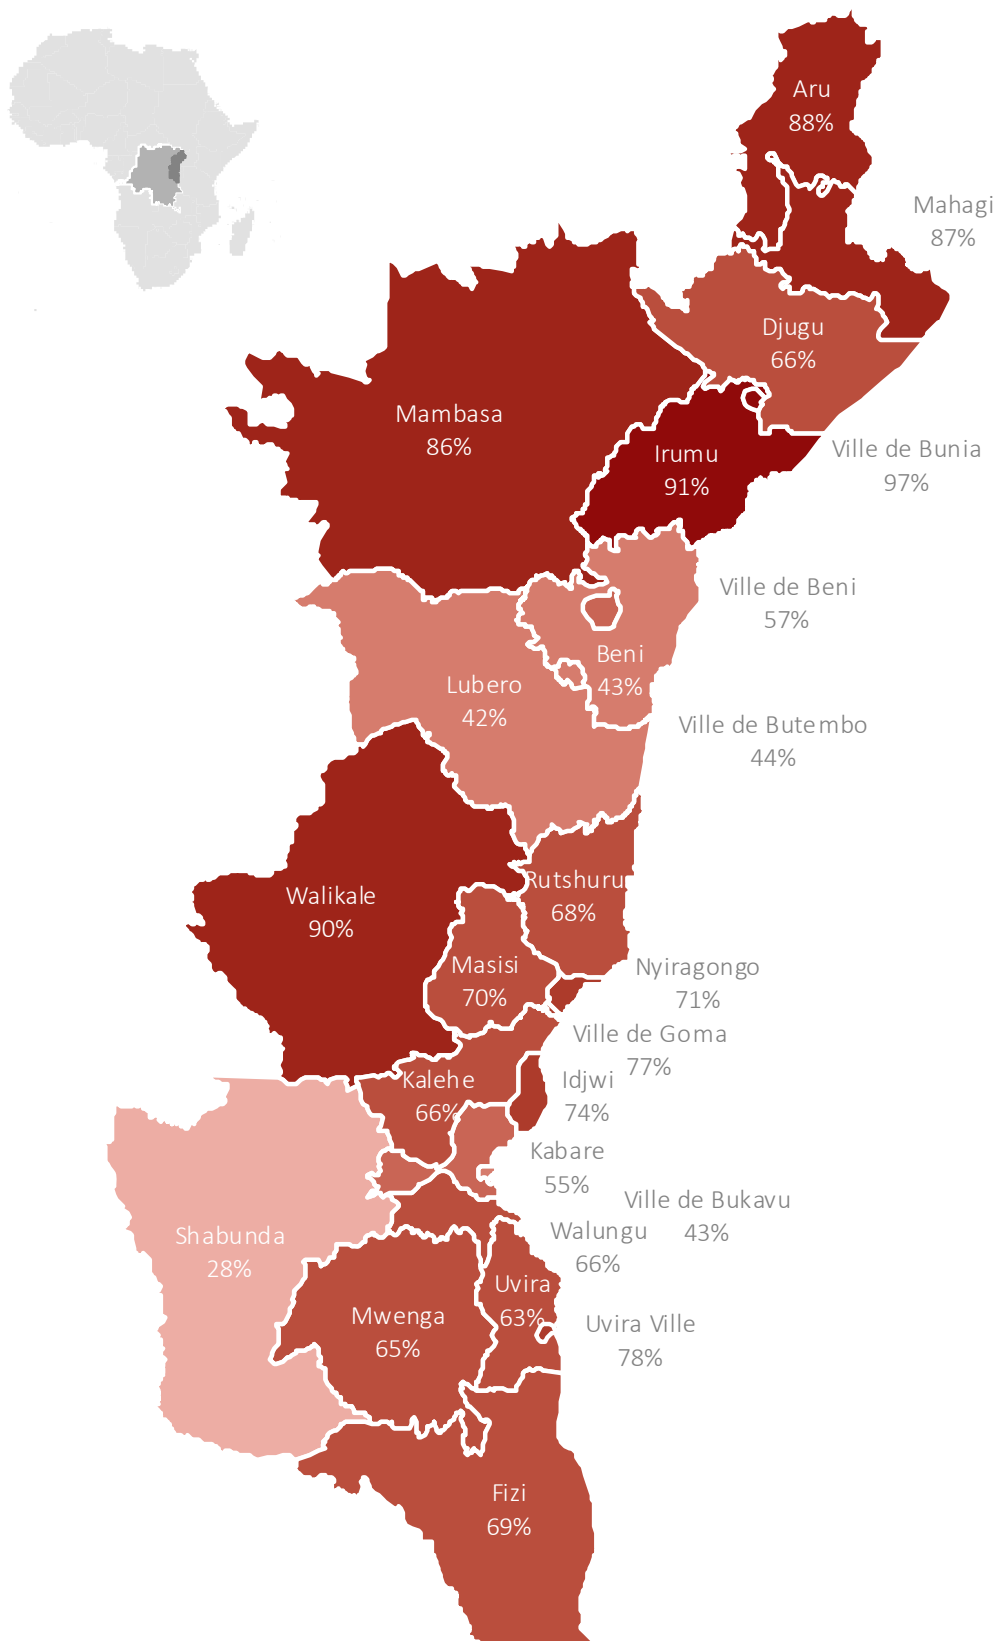 Aru
88%
Mahagi
87%
Djugu
66%
Mambasa
86%
Irumu
91%
Ville de Bunia
97%
Ville de Beni
57%
Beni
43%
Lubero
42%
Ville de Butembo
44%
Rutshuru
68%
Walikale
90%
Masisi
70%
Nyiragongo
71%
Ville de Goma
77%
Kalehe
66%
Idjwi
74%
Kabare
55%
Ville de Bukavu
43%
Walungu
66%
Shabunda
28%
Uvira
63%
Mwenga
65%
Uvira Ville
78%
Fizi
69%